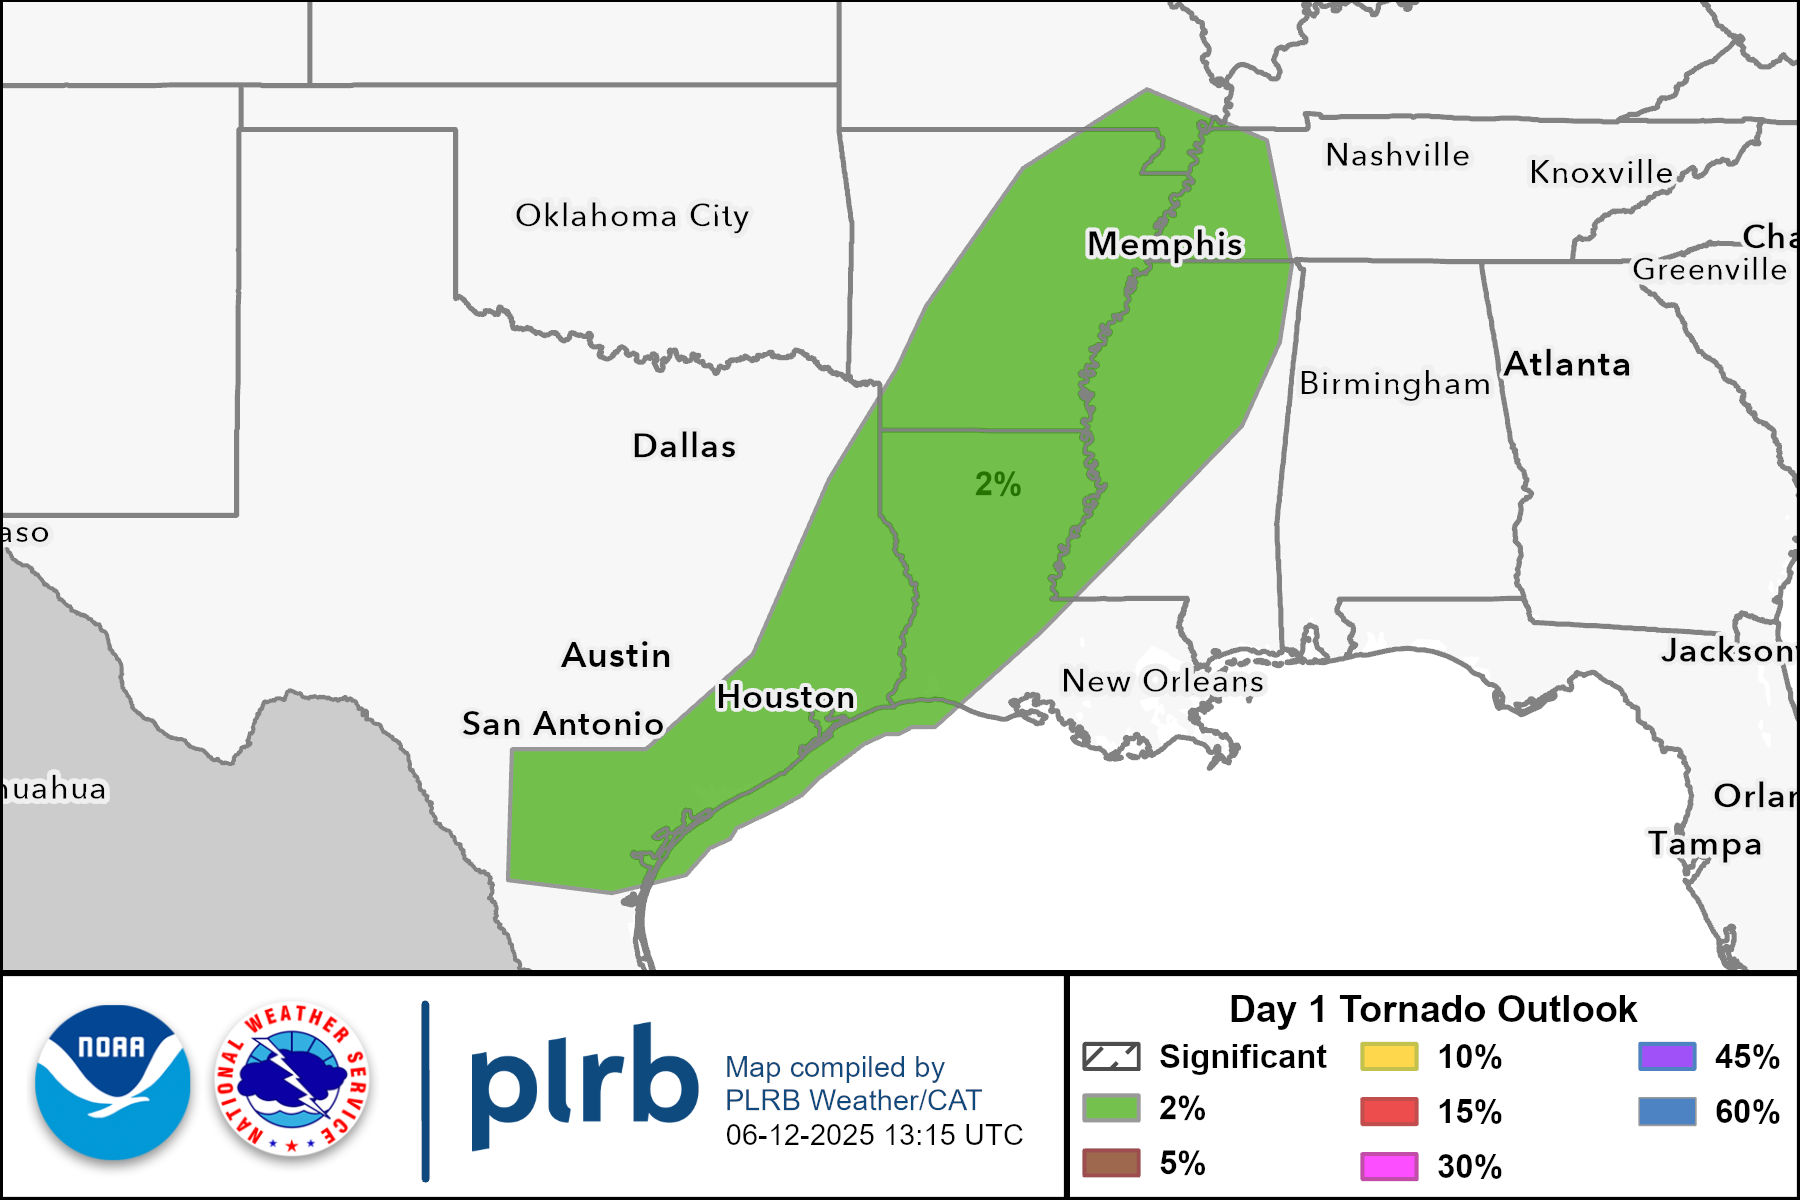 Nashville
Knoxville
Oklahoma City
Cha
Memphis
Greenville
Atlanta
Birmingham
Dallas
2%
aso
Austin
Jackson
New Orleans
Houston
San Antonio
huahua
Orlan
Tampa
NOAA
NATIONAL WEATHER SERVICE
plrb
Map compiled by
PLRB Weather/CAT
06-12-2025 13:15 UTC
Day 1 Tornado Outlook
Significant
2%
5%
10%
15%
30%
45%
60%